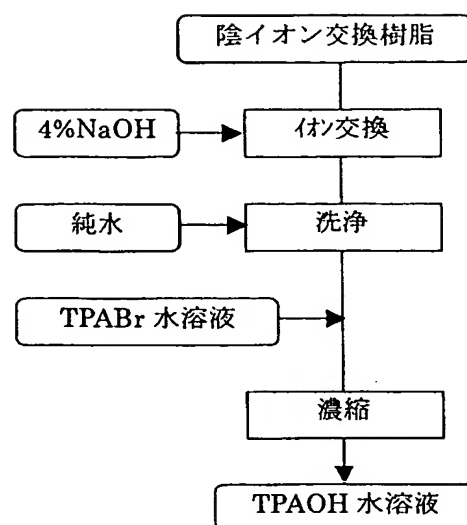 陰イオン交換樹脂
4%NaOH
イオン交換
純水
洗浄
TPABr 水溶液
濃縮
TPAOH 水溶液